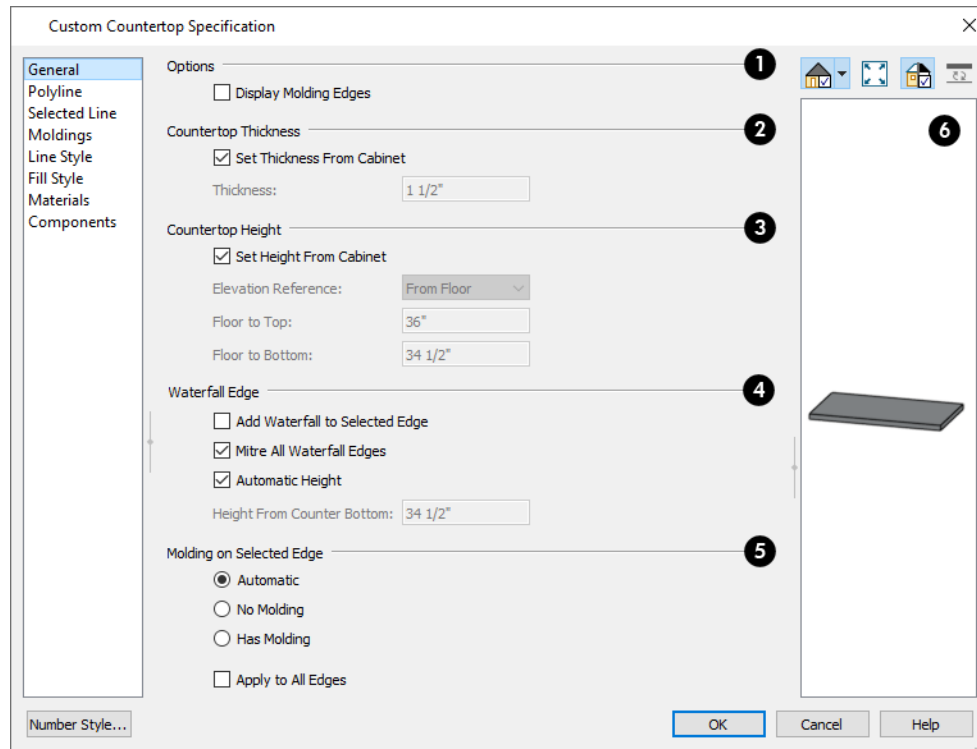 Custom Countertop Specification
General
Polyline
Selected Line
Moldings
Line Style
Fill Style
Materials
Components
Options 1
Display Molding Edges
Countertop Thickness 2
Set Thickness From Cabinet
Thickness: 1 1/2"
Countertop Height 3
Set Height From Cabinet
Elevation Reference: From Floor
Floor to Top: 36"
Floor to Bottom: 34 1/2"
Waterfall Edge 4
Add Waterfall to Selected Edge
Mitre All Waterfall Edges
Automatic Height
Height From Counter Bottom: 34 1/2"
Molding on Selected Edge 5
Automatic
No Molding
Has Molding
Apply to All Edges
6
Number Style... OK Cancel Help